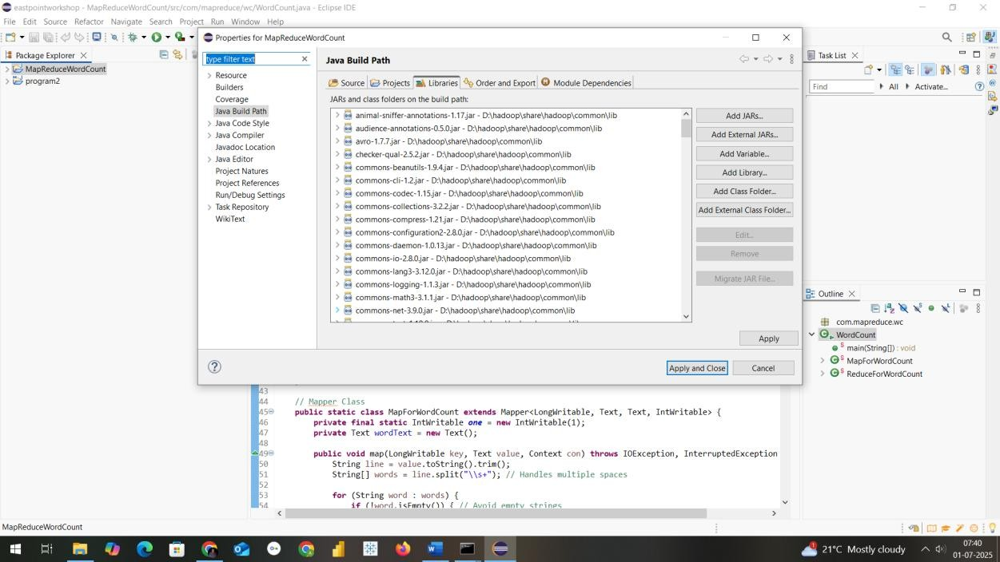 eastpointworkshop - MapReduceWordCount/src/com/mapreduce/wc/WordCount.java - Eclipse IDE
File Edit Source Refactor Navigate Search Project Run Window Help
Package Explorer
MapReduceWordCount
program2
Properties for MapReduceWordCount
type filter text
Resource
Builders
Coverage
Java Build Path
Java Code Style
Java Compiler
Javadoc Location
Java Editor
Project Natures
Project References
Run/Debug Settings
Task Repository
WikiText
Java Build Path
Source Projects Libraries Order and Export Module Dependencies
JARs and class folders on the build path:
animal-sniffer-annotations-1.17.jar - D:\hadoop\share\hadoop\common\lib
audience-annotations-0.5.0.jar - D:\hadoop\share\hadoop\common\lib
avro-1.7.7.jar - D:\hadoop\share\hadoop\common\lib
checker-qual-2.5.2.jar - D:\hadoop\share\hadoop\common\lib
commons-beanutils-1.9.4.jar - D:\hadoop\share\hadoop\common\lib
commons-cli-1.2.jar - D:\hadoop\share\hadoop\common\lib
commons-codec-1.15.jar - D:\hadoop\share\hadoop\common\lib
commons-collections-3.2.2.jar - D:\hadoop\share\hadoop\common\lib
commons-compress-1.21.jar - D:\hadoop\share\hadoop\common\lib
commons-configuration2-2.8.0.jar - D:\hadoop\share\hadoop\common\lib
commons-daemon-1.0.13.jar - D:\hadoop\share\hadoop\common\lib
commons-io-2.8.0.jar - D:\hadoop\share\hadoop\common\lib
commons-lang3-3.12.0.jar - D:\hadoop\share\hadoop\common\lib
commons-logging-1.1.3.jar - D:\hadoop\share\hadoop\common\lib
commons-math3-3.1.1.jar - D:\hadoop\share\hadoop\common\lib
commons-net-3.9.0.jar - D:\hadoop\share\hadoop\common\lib
Add JARs...
Add External JARs...
Add Variable...
Add Library...
Add Class Folder...
Add External Class Folder...
Edit...
Remove
Migrate JAR File...
Apply
Apply and Close Cancel
Task List
Find All Activate...
Outline
com.mapreduce.wc
WordCount
main(String[]) : void
MapForWordCount
ReduceForWordCount
43
44 // Mapper Class
45 public static class MapForWordCount extends Mapper<LongWritable, Text, Text, IntWritable> {
46 private final static IntWritable one = new IntWritable(1);
47 private Text wordText = new Text();
48
49 public void map(LongWritable key, Text value, Context con) throws IOException, InterruptedException
50 String line = value.toString().trim();
51 String[] words = line.split("\\s+"); // Handles multiple spaces
52
53 for (String word : words) {
54 if (!word.isEmpty()) { // Avoid empty strings
MapReduceWordCount
21°C Mostly cloudy
07:40
01-07-2025